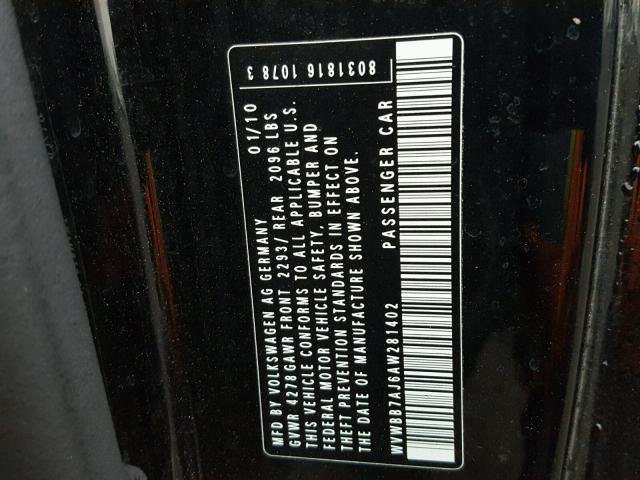 MFD BY VOLKSWAGEN AG GERMANY 01/10
GVWR 4278 GAWR FRONT 2293/ REAR 2096 LBS
THIS VEHICLE CONFORMS TO ALL APPLICABLE U.S.
FEDERAL MOTOR VEHICLE SAFETY, BUMPER AND
THEFT PREVENTION STANDARDS IN EFFECT ON
THE DATE OF MANUFACTURE SHOWN ABOVE.
PASSENGER CAR
WVWBB7AJ6AW281402
8031816 1078 3